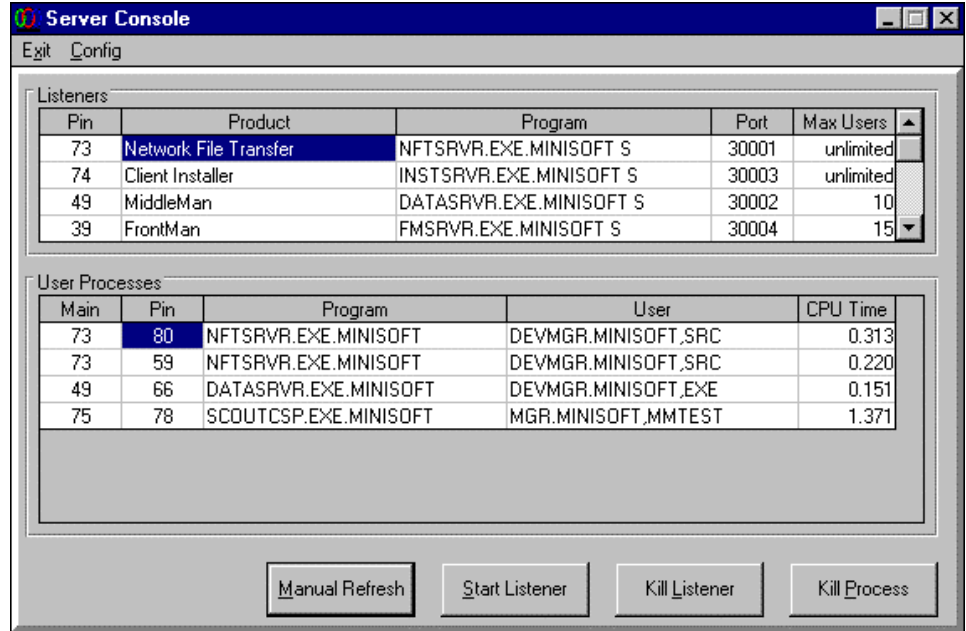 Server Console
Exit Config
Listeners
Pin Product Program Port Max Users
73 Network File Transfer NFTSRVR.EXE.MINISOFT S 30001 unlimited
74 Client Installer INSTSRVR.EXE.MINISOFT S 30003 unlimited
49 MiddleMan DATASRVR.EXE.MINISOFT S 30002 10
39 FrontMan FMSRVR.EXE.MINISOFT S 30004 15
User Processes
Main Pin Program User CPU Time
73 80 NFTSRVR.EXE.MINISOFT DEVMGR.MINISOFT,SRC 0.313
73 59 NFTSRVR.EXE.MINISOFT DEVMGR.MINISOFT,SRC 0.220
49 66 DATASRVR.EXE.MINISOFT DEVMGR.MINISOFT,EXE 0.151
75 78 SCOUTCSP.EXE.MINISOFT MGR.MINISOFT,MMTEST 1.371
Manual Refresh Start Listener Kill Listener Kill Process